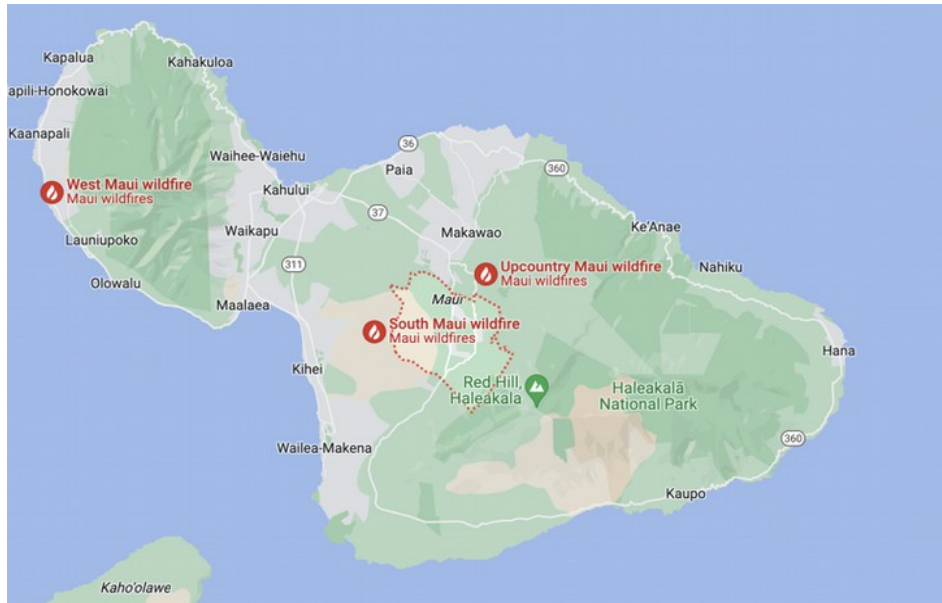 Kapalua
Kahakuloa
apili-Honokowai
Kaanapali
36
Waihee-Waiehu
Paia
360
West Maui wildfire
Maui wildfires
Kahului
37
Launiupoko
Waikapu
Makawao
Ke'Anae
311
Olowalu
Upcountry Maui wildfire
Maui wildfires
Nahiku
Maalaea
Maui
South Maui wildfire
Maui wildfires
Hana
Kihei
Red Hill,
Haleakala
Haleakalā
National Park
360
Wailea-Makena
Kaupo
Kaho'olawe